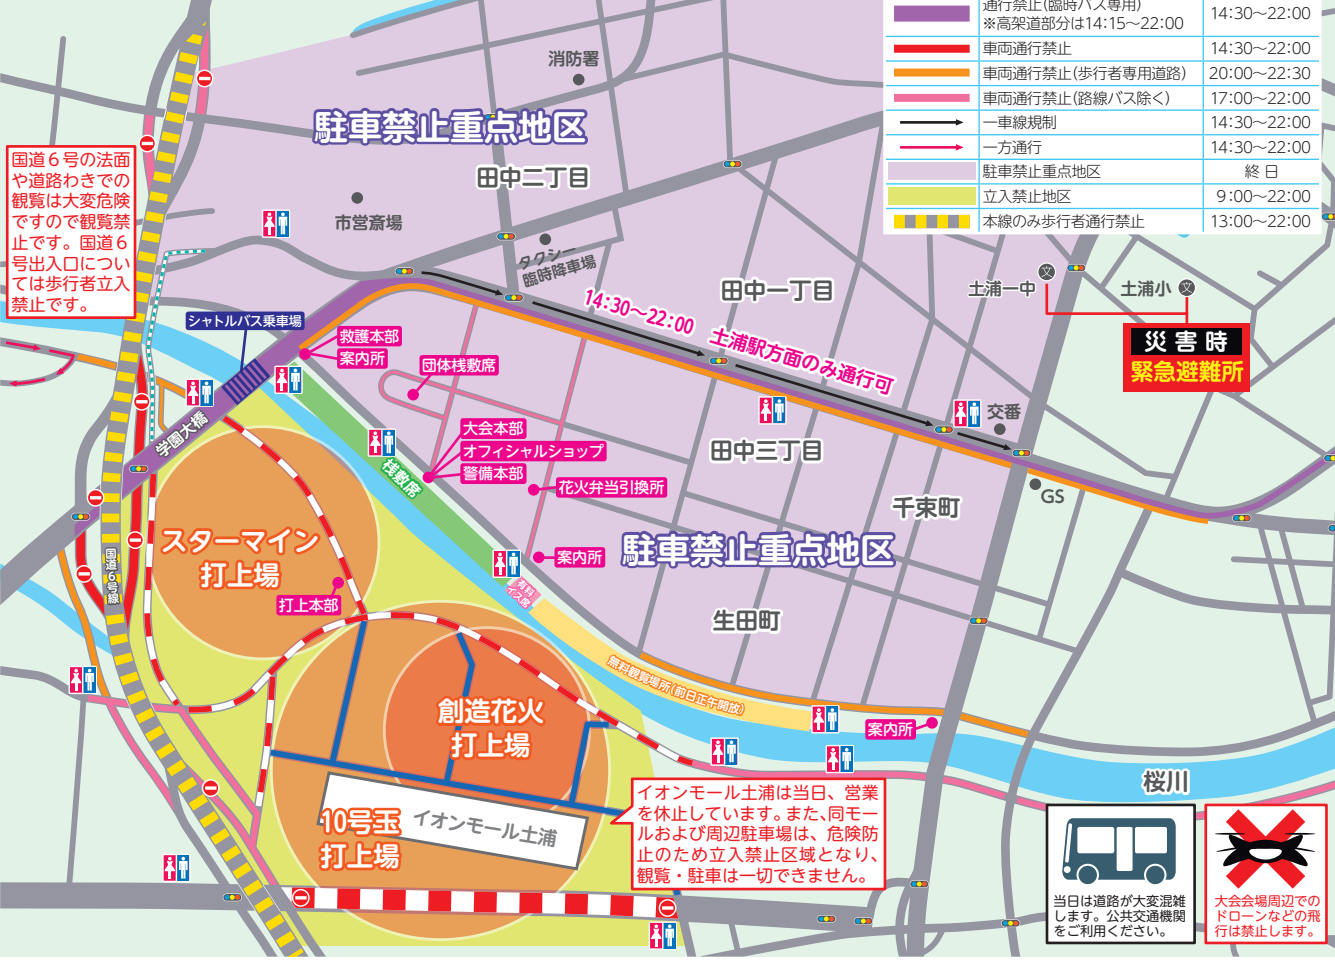 通行禁止(臨時バス専用)
※高架道部分は14:15〜22:00
14:30〜22:00
車両通行禁止
14:30〜22:00
車両通行禁止(歩行者専用道路)
20:00〜22:30
車両通行禁止(路線バス除く)
17:00〜22:00
一車線規制
14:30〜22:00
一方通行
14:30〜22:00
駐車禁止重点地区
終 日
立入禁止地区
9:00〜22:00
本線のみ歩行者通行禁止
13:00〜22:00
消防署
駐車禁止重点地区
田中二丁目
国道6号の法面
や道路わきでの
観覧は大変危険
ですので観覧禁
止です。国道6
号出入口につい
ては歩行者立入
禁止です。
市営斎場
タクシー
臨時降車場
田中一丁目
土浦一中
文
土浦小
文
災害時
緊急避難所
14:30〜22:00 土浦駅方面のみ通行可
シャトルバス乗車場
救護本部
案内所
団体桟敷席
学園大橋
大会本部
オフィシャルショップ
警備本部
桟敷席
花火弁当引換所
交番
田中三丁目
GS
千束町
スターマイン
打上場
国道6号線
案内所
駐車禁止重点地区
打上本部
有料
イス席
生田町
無料観覧場所(前日正午開放)
創造花火
打上場
案内所
桜川
10号玉
打上場
イオンモール土浦
イオンモール土浦は当日、営業
を休止しています。また、同モー
ルおよび周辺駐車場は、危険防
止のため立入禁止区域となり、
観覧・駐車は一切できません。
当日は道路が大変混雑
します。公共交通機関
をご利用ください。
大会会場周辺での
ドローンなどの飛
行は禁止します。